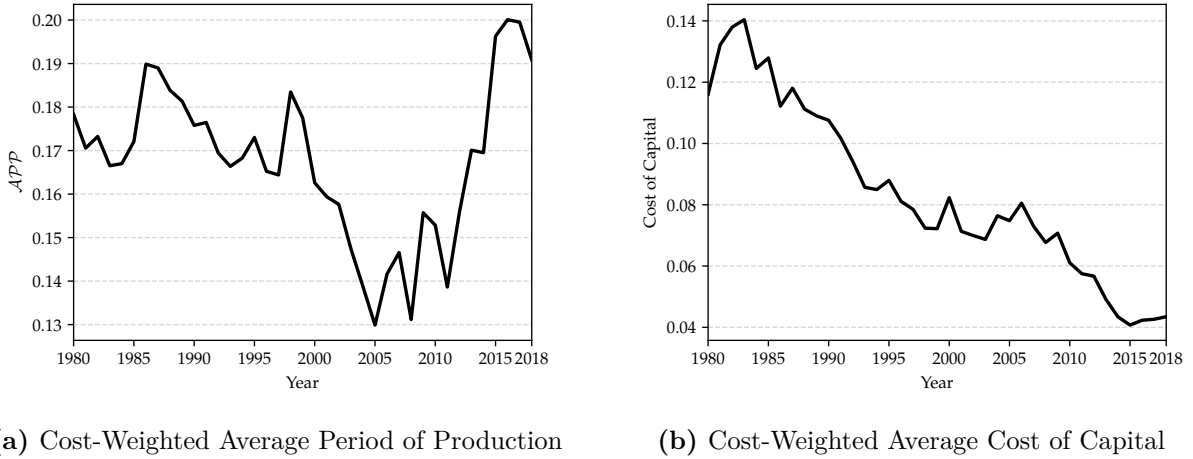 0.20
0.19
0.18
0.17
0.16
0.15
0.14
0.13
APP
1980 1985 1990 1995 2000 2005 2010 2015 2018
Year
a) Cost-Weighted Average Period of Production
0.14
0.12
0.10
0.08
0.06
0.04
Cost of Capital
1980 1985 1990 1995 2000 2005 2010 2015 2018
Year
(b) Cost-Weighted Average Cost of Capital